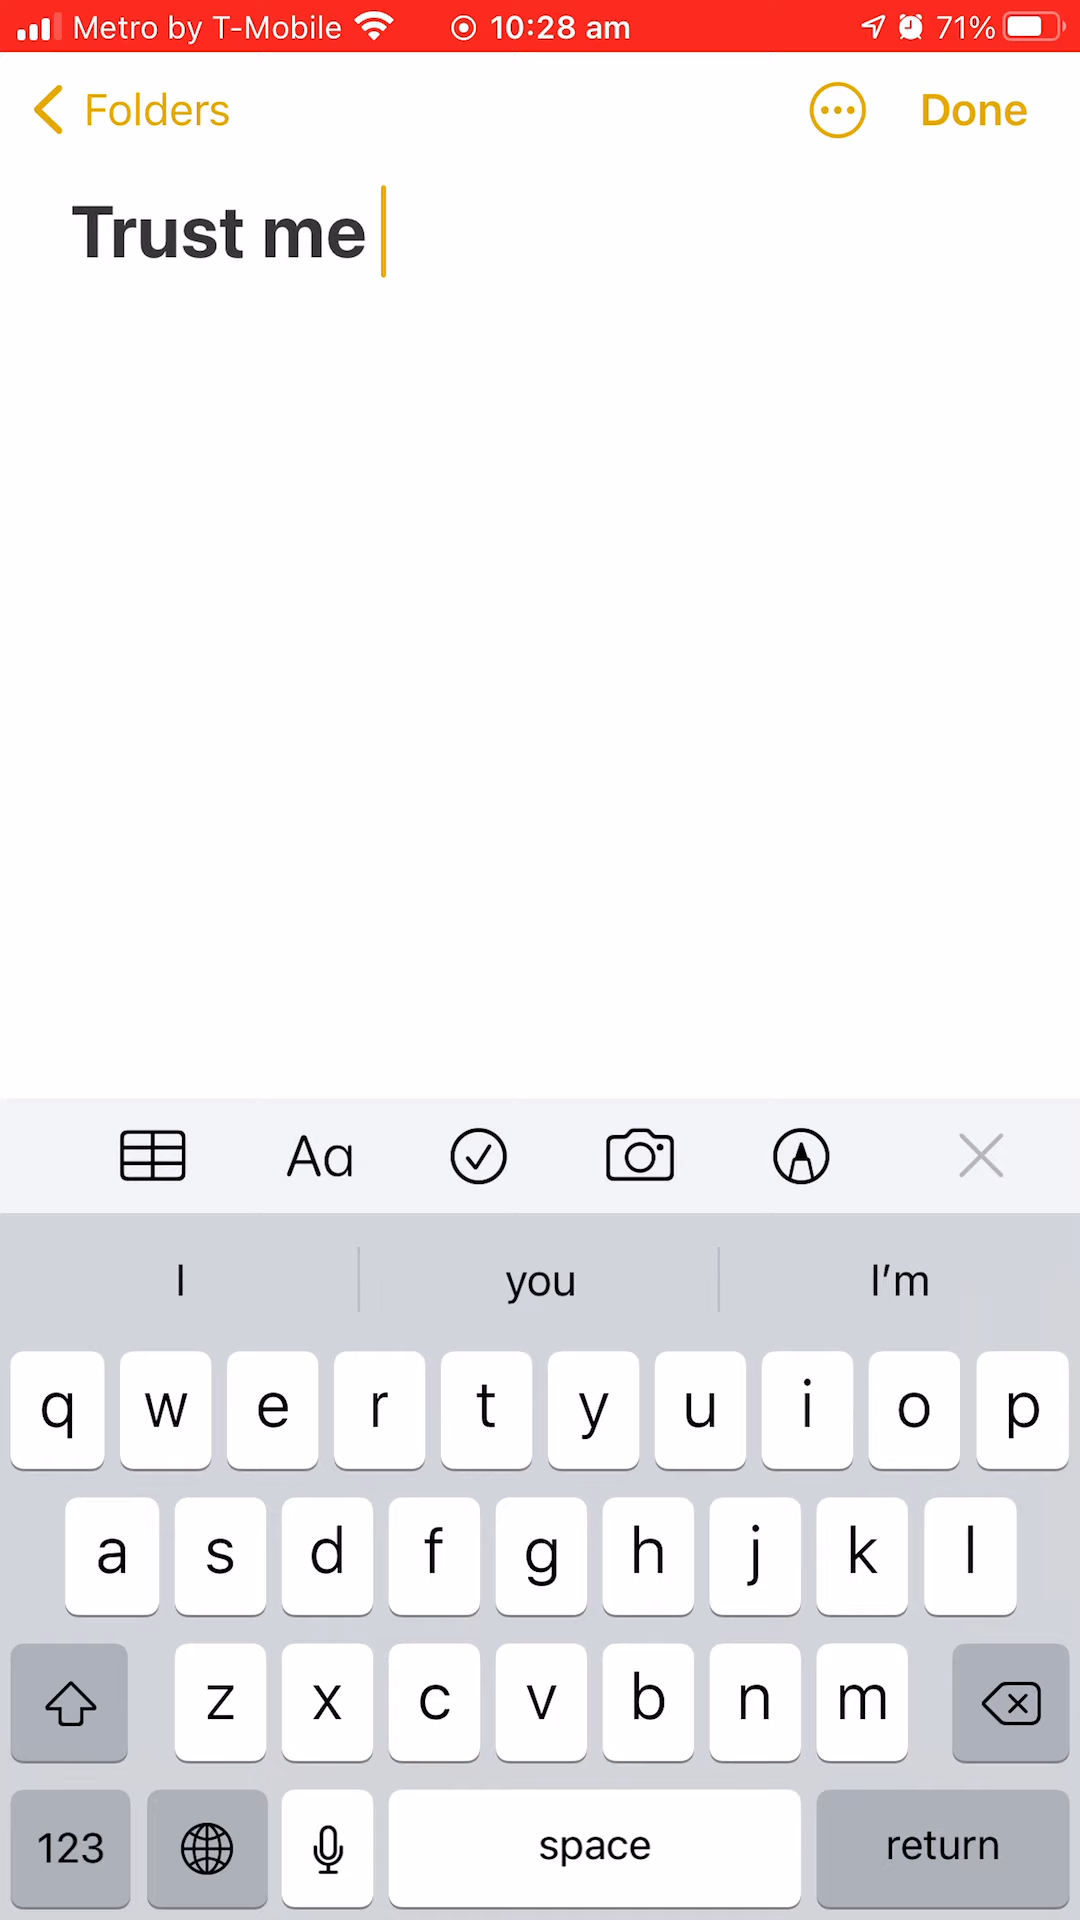 Metro by T-Mobile 10:28 am 71%
Folders Done
Trust me
Aa
I you I'm
q w e r t y u i o p
a s d f g h j k l
z x c v b n m
123 space return